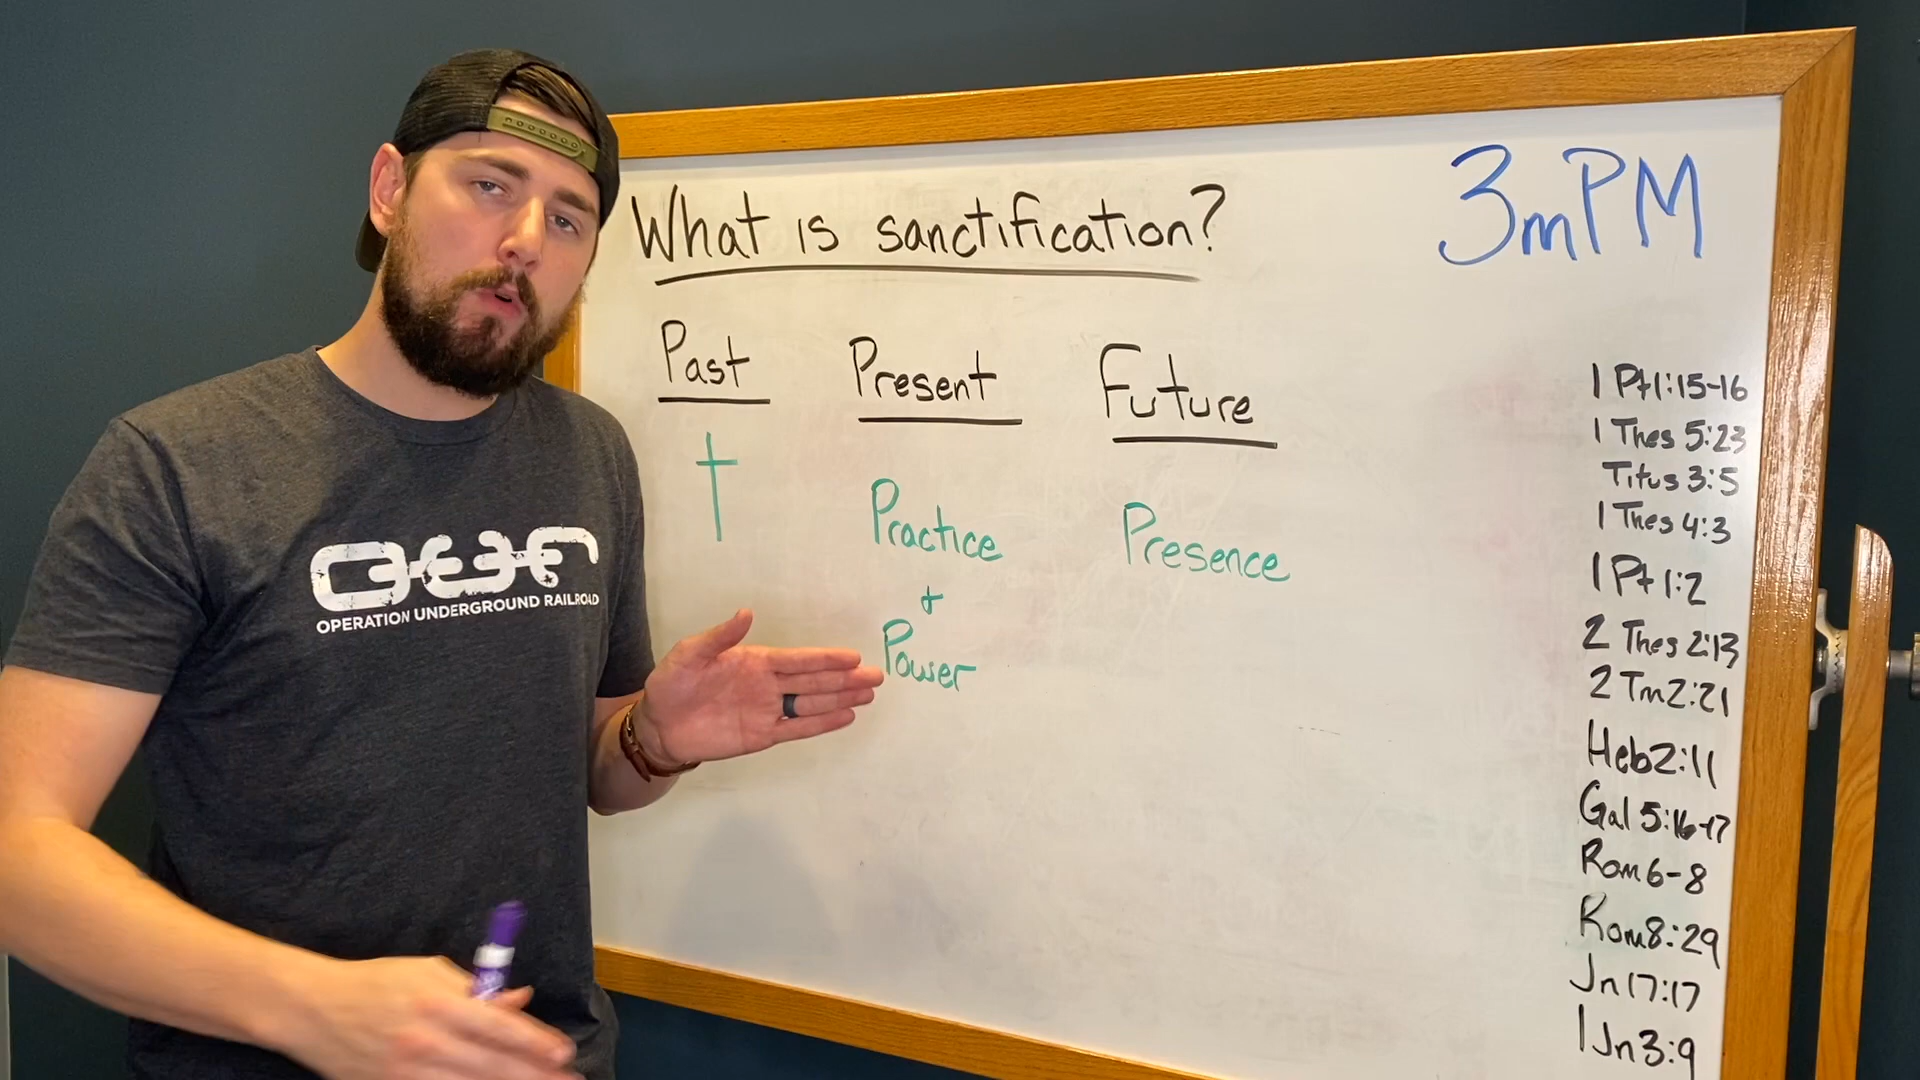 What is sanctification?
3mPM
Past
Present
Future
Practice
+
Power
Presence
1 Pt 1:15-16
1 Thes 5:23
Titus 3:5
1 Thes 4:3
1 Pt 1:2
2 Thes 2:13
2 Tm 2:21
Heb 2:11
Gal 5:16-17
Rom 6-8
Rom 8:29
Jn 17:17
1 Jn 3:9
OPERATION UNDERGROUND RAILROAD